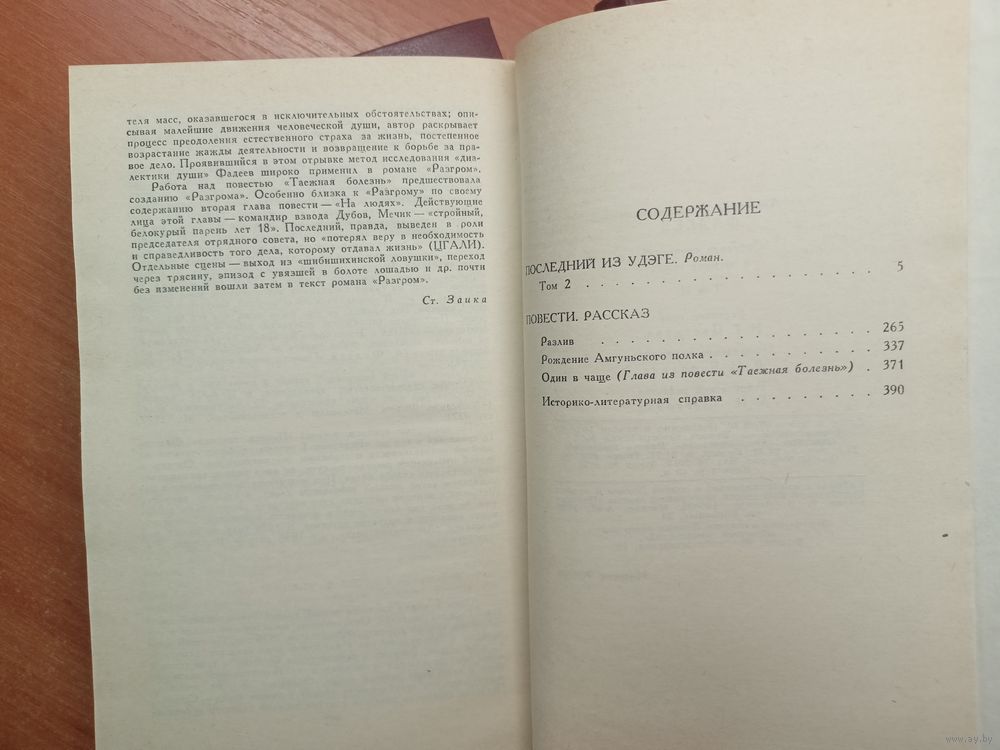 теля масс, оказавшегося в исключительных обстоятельствах; опи-
сывая малейшие движения человеческой души, автор раскрывает
процесс преодоления естественного страха за жизнь, постепенное
возрастание жажды деятельности и возвращение к борьбе за пра-
вое дело. Проявившийся в этом отрывке метод исследования «диа-
лектики души» Фадеев широко применил в романе «Разгром».
Работа над повестью «Таежная болезнь» предшествовала
созданию «Разгрома». Особенно близка к «Разгрому» по своему
содержанию вторая глава повести — «На людях». Действующие
лица этой главы — командир взвода Дубов, Мечик — «стройный,
белокурый парень лет 18». Последний, правда, выведен в роли
председателя отрядного совета, но «потерял веру в необходимость
и справедливость того дела, которому отдавал жизнь» (ЦГАЛИ).
Отдельные сцены — выход из «шибишихинской ловушки», переход
через трясину, эпизод с увязшей в болоте лошадью и др. почти
без изменений вошли затем в текст романа «Разгром».
Ст. Заика
СОДЕРЖАНИЕ
ПОСЛЕДНИЙ ИЗ УДЭГЕ. Роман.
Том 2 . . . . . . . . . . . . . . . . . 5
ПОВЕСТИ. РАССКАЗ
Разлив . . . . . . . . . . . . . . . . 265
Рождение Амгуньского полка . . . . . . . . . . 337
Один в чаще (Глава из повести «Таежная болезнь») . 371
Историко-литературная справка . . . . . . . . . 390
www.ay.by